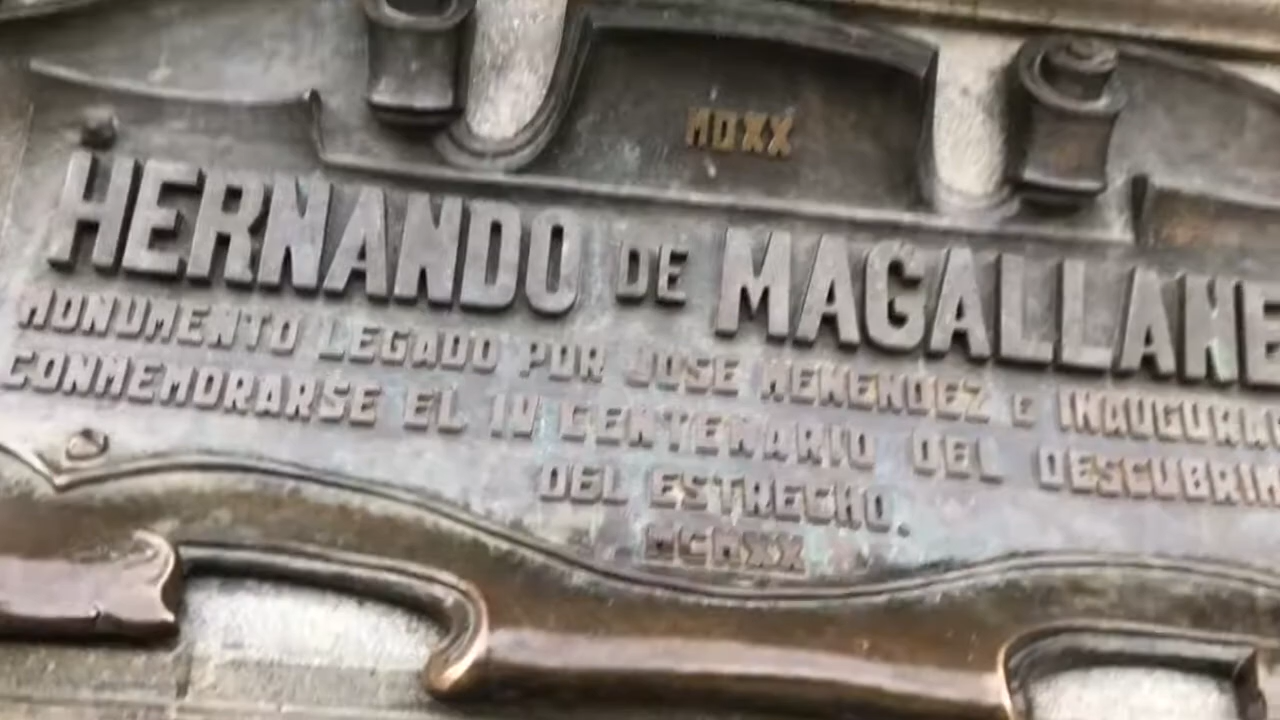 MDXX
HERNANDO DE MAGALLANE
MONUMENTO LEGADO POR JOSE MENENDEZ E INAUGURA
CONMEMORARSE EL IV CENTENARIO DEL DESCUBRIM
DEL ESTRECHO.
MCMXX